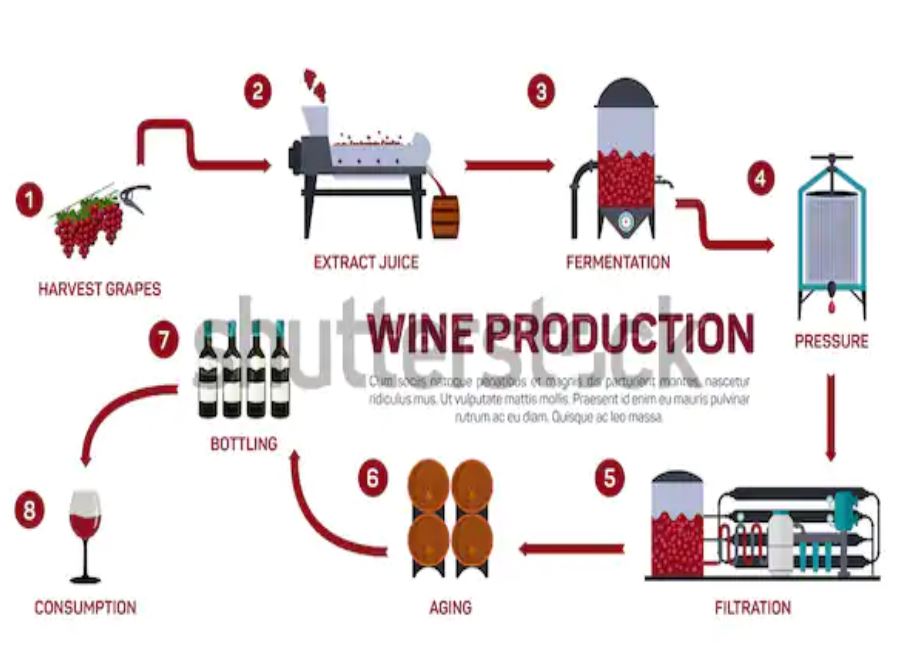 1
HARVEST GRAPES
2
EXTRACT JUICE
3
FERMENTATION
4
PRESSURE
shutterstock
WINE PRODUCTION
Cum sociis natoque penatibus et magnis dis parturient montes, nascetur
ridiculus mus. Ut vulputate mattis mollis. Praesent id enim eu mauris pulvinar
rutrum ac eu diam. Quisque ac leo massa.
5
FILTRATION
6
AGING
7
BOTTLING
8
CONSUMPTION